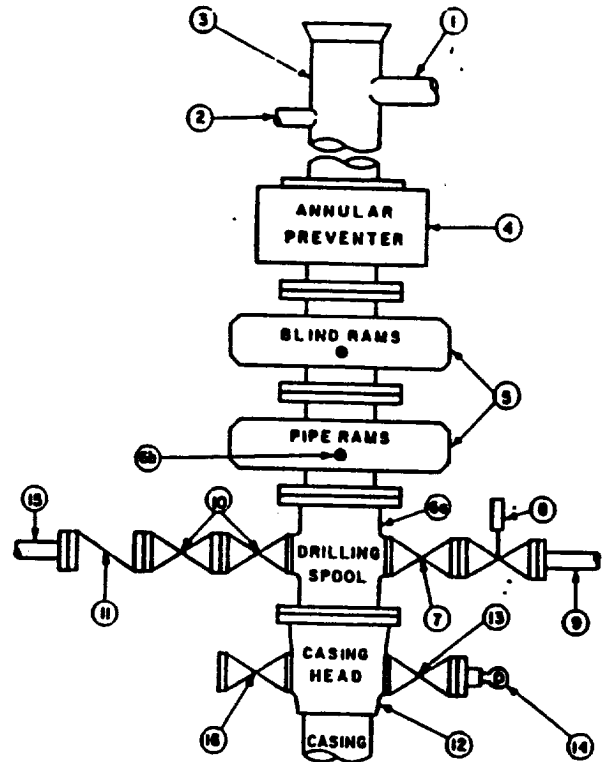 3 1
2
ANNULAR
PREVENTER
4
BLIND RAMS
5
PIPE RAMS
6b
15 10 6a 8
DRILLING
SPOOL
11 7 13 9
CASING
HEAD
16 12 14
CASING